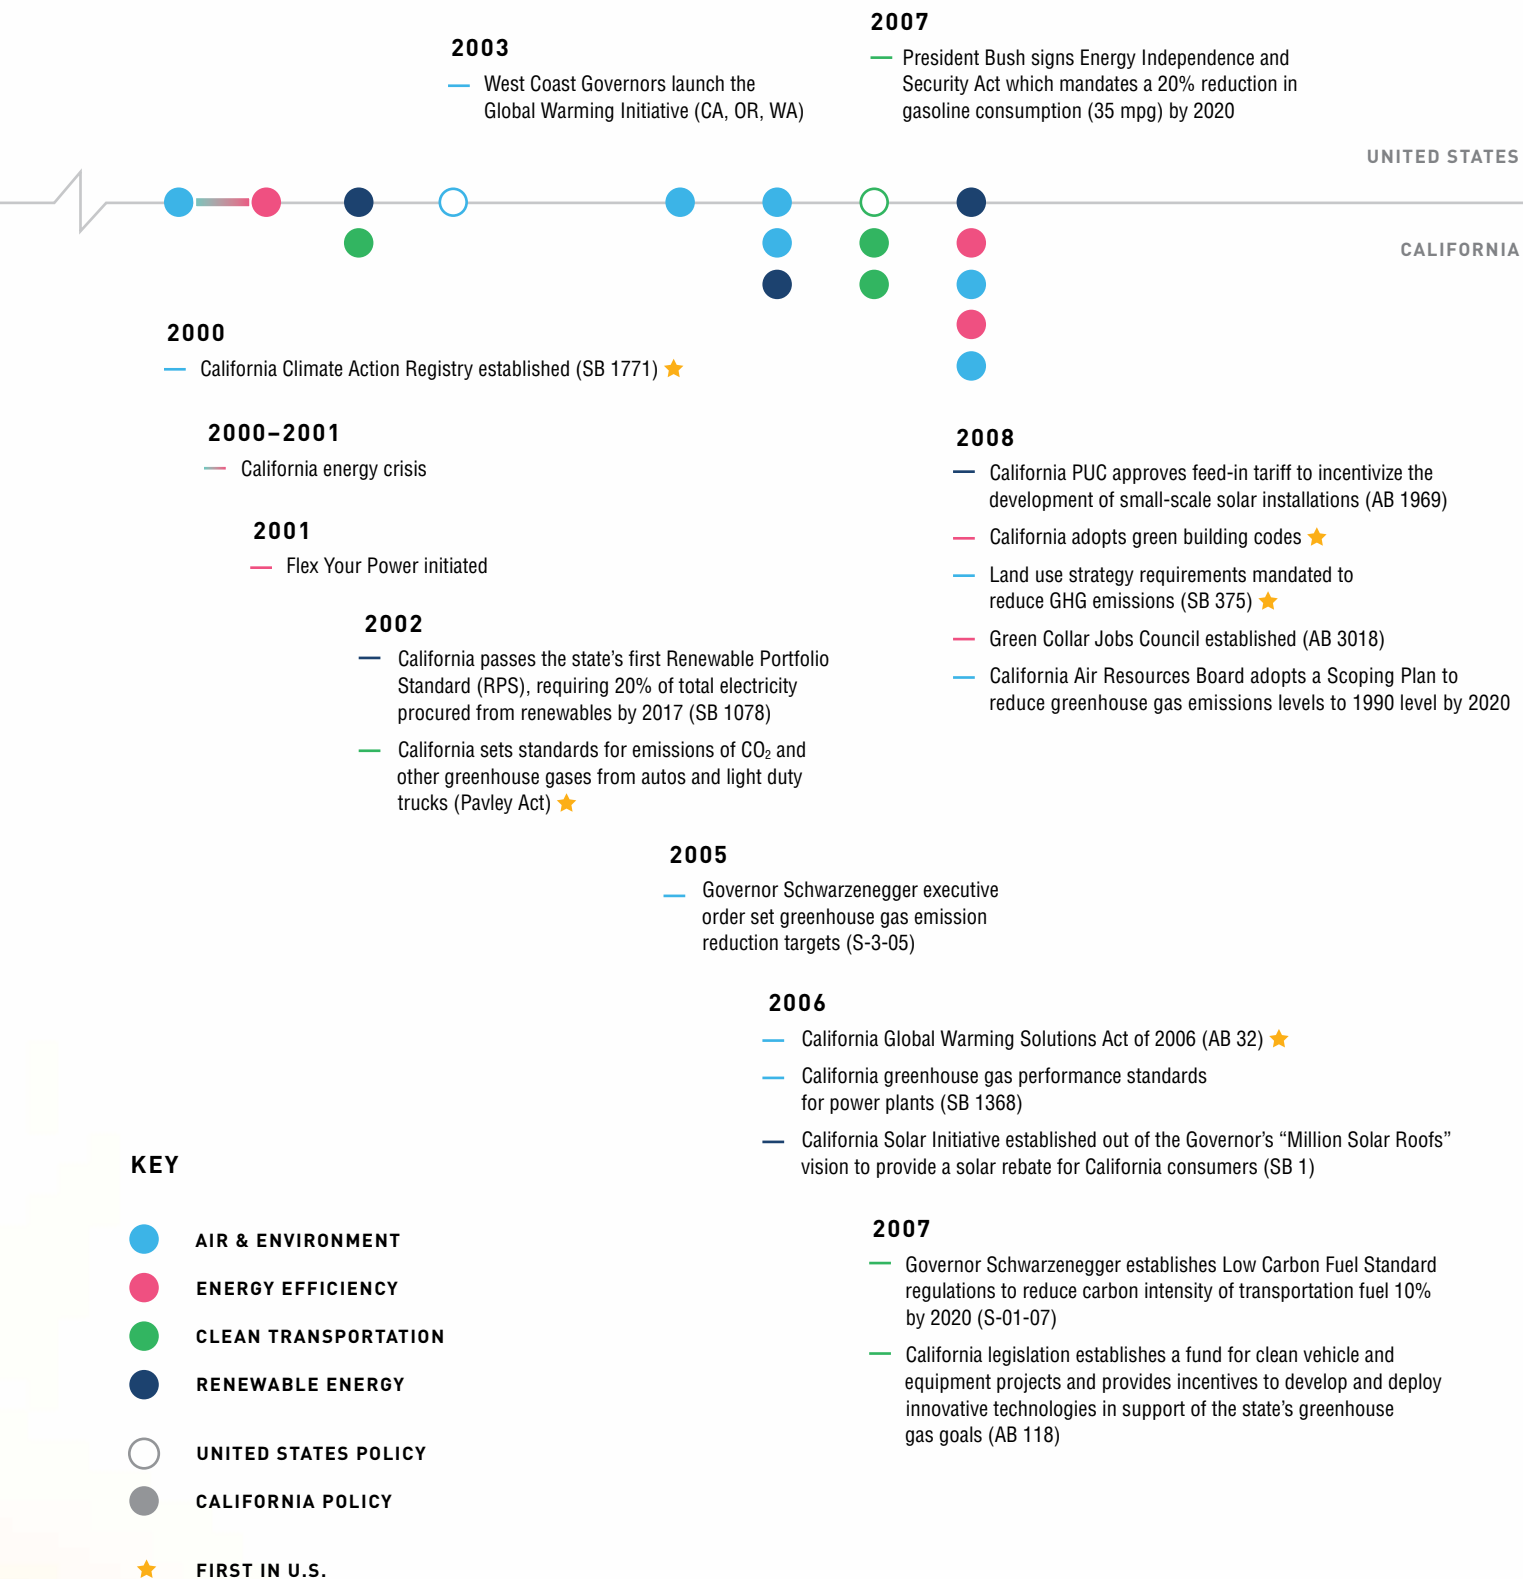 2003
West Coast Governors launch the
Global Warming Initiative (CA, OR, WA)
2007
President Bush signs Energy Independence and
Security Act which mandates a 20% reduction in
gasoline consumption (35 mpg) by 2020
UNITED STATES
CALIFORNIA
2000
California Climate Action Registry established (SB 1771)
2000–2001
California energy crisis
2001
Flex Your Power initiated
2002
California passes the state’s first Renewable Portfolio
Standard (RPS), requiring 20% of total electricity
procured from renewables by 2017 (SB 1078)
California sets standards for emissions of CO₂ and
other greenhouse gases from autos and light duty
trucks (Pavley Act)
2005
Governor Schwarzenegger executive
order set greenhouse gas emission
reduction targets (S-3-05)
2006
California Global Warming Solutions Act of 2006 (AB 32)
California greenhouse gas performance standards
for power plants (SB 1368)
California Solar Initiative established out of the Governor’s “Million Solar Roofs”
vision to provide a solar rebate for California consumers (SB 1)
2007
Governor Schwarzenegger establishes Low Carbon Fuel Standard
regulations to reduce carbon intensity of transportation fuel 10%
by 2020 (S-01-07)
California legislation establishes a fund for clean vehicle and
equipment projects and provides incentives to develop and deploy
innovative technologies in support of the state’s greenhouse
gas goals (AB 118)
2008
California PUC approves feed-in tariff to incentivize the
development of small-scale solar installations (AB 1969)
California adopts green building codes
Land use strategy requirements mandated to
reduce GHG emissions (SB 375)
Green Collar Jobs Council established (AB 3018)
California Air Resources Board adopts a Scoping Plan to
reduce greenhouse gas emissions levels to 1990 level by 2020
KEY
AIR & ENVIRONMENT
ENERGY EFFICIENCY
CLEAN TRANSPORTATION
RENEWABLE ENERGY
UNITED STATES POLICY
CALIFORNIA POLICY
FIRST IN U.S.